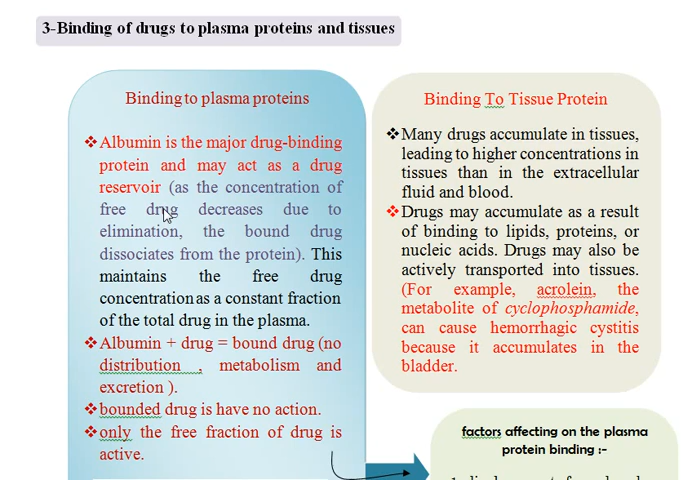 3-Binding of drugs to plasma proteins and tissues
Binding to plasma proteins
❖Albumin is the major drug-binding
protein and may act as a drug
reservoir (as the concentration of
free drug decreases due to
elimination, the bound drug
dissociates from the protein). This
maintains the free drug
concentration as a constant fraction
of the total drug in the plasma.
❖Albumin + drug = bound drug (no
distribution , metabolism and
excretion ).
❖bounded drug is have no action.
❖only the free fraction of drug is
active.
Binding To Tissue Protein
❖Many drugs accumulate in tissues,
leading to higher concentrations in
tissues than in the extracellular
fluid and blood.
❖Drugs may accumulate as a result
of binding to lipids, proteins, or
nucleic acids. Drugs may also be
actively transported into tissues.
(For example, acrolein, the
metabolite of cyclophosphamide,
can cause hemorrhagic cystitis
because it accumulates in the
bladder.
factors affecting on the plasma
protein binding :-